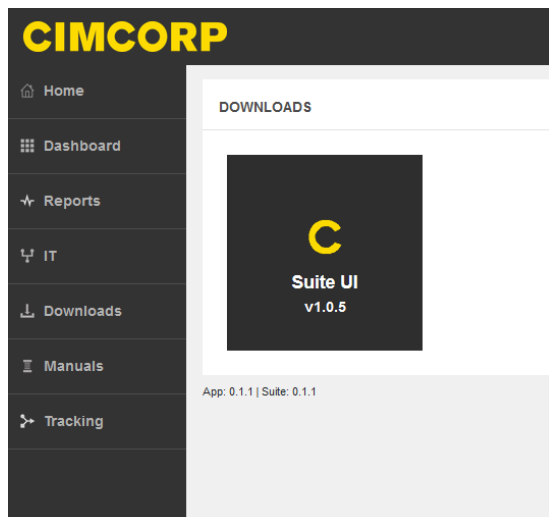 CIMCORP
Home
Dashboard
Reports
IT
Downloads
Manuals
Tracking
DOWNLOADS
C
Suite UI
v1.0.5
App: 0.1.1 | Suite: 0.1.1